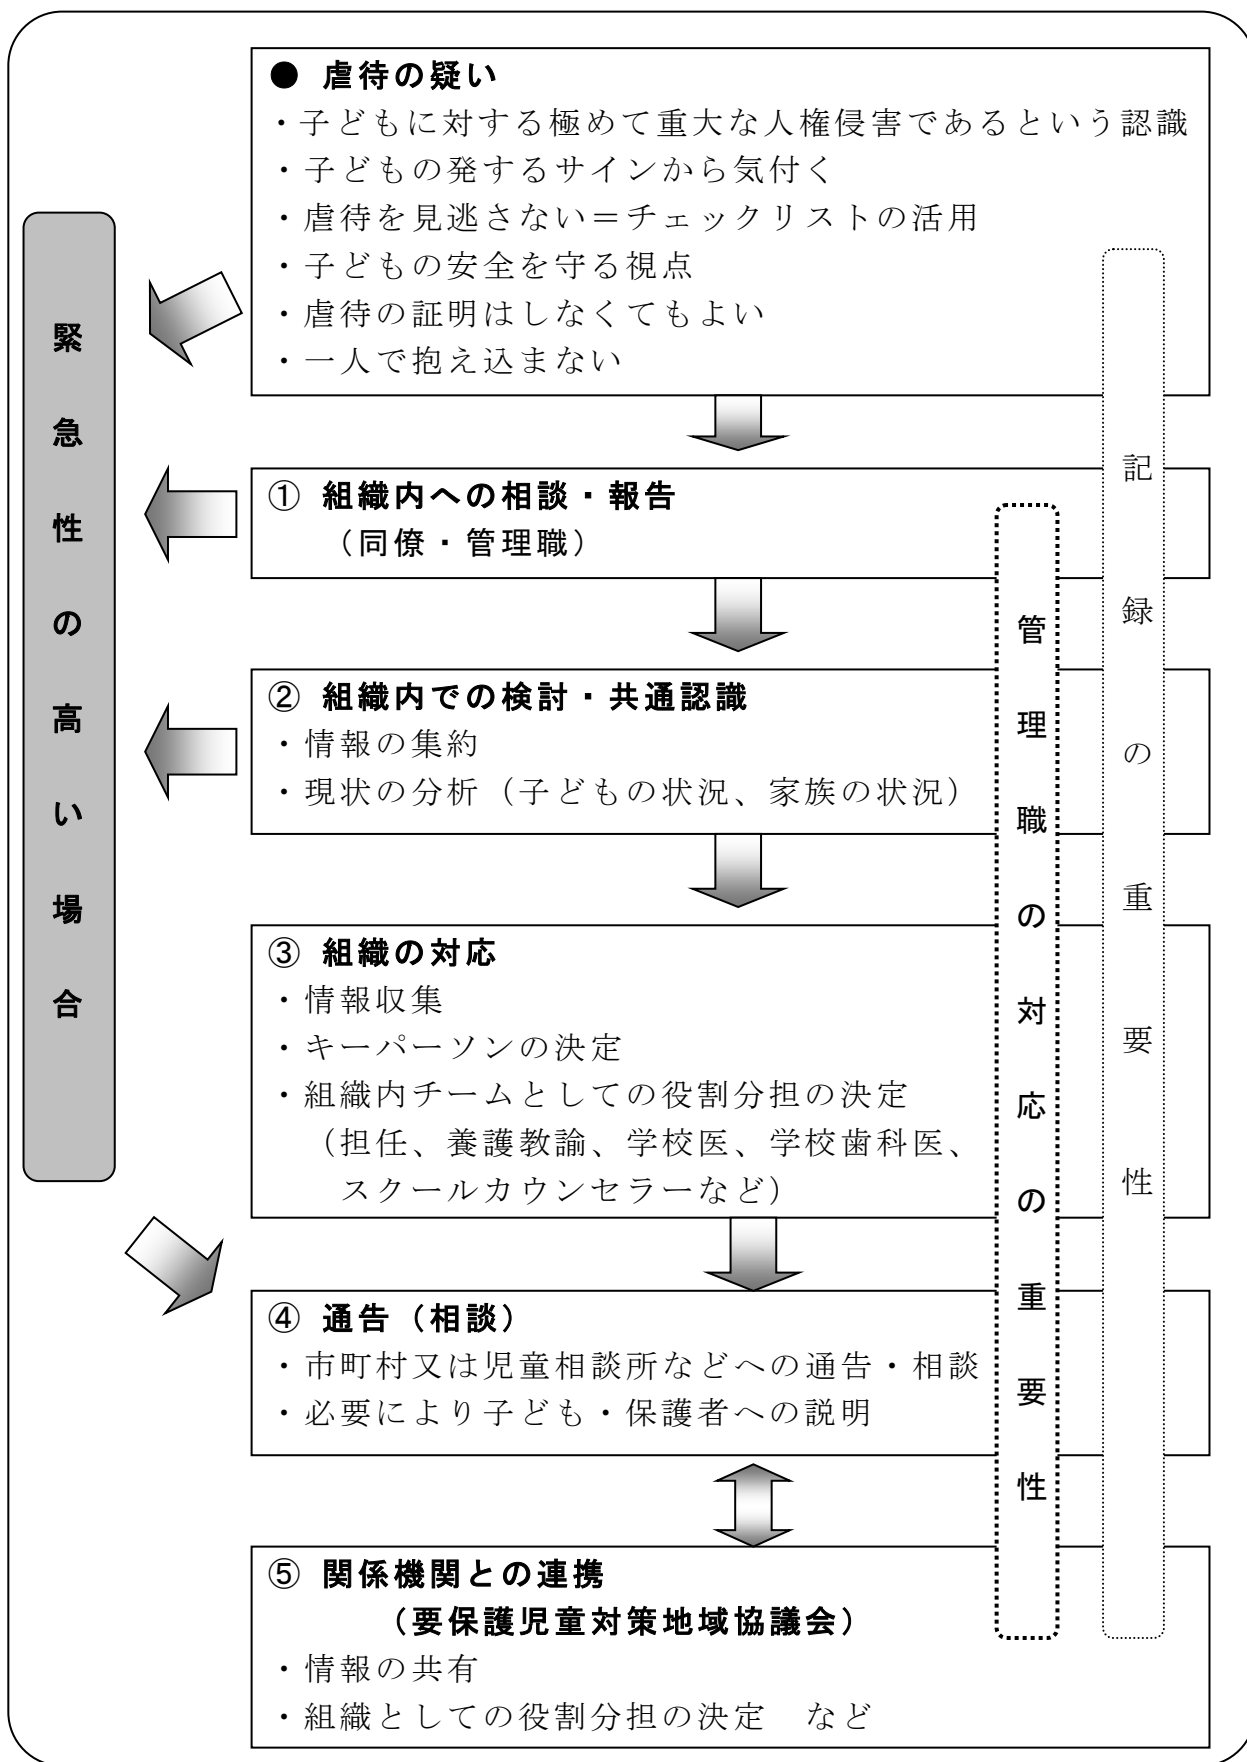 ● 虐待の疑い
・子どもに対する極めて重大な人権侵害であるという認識
・子どもの発するサインから気付く
・虐待を見逃さない＝チェックリストの活用
・子どもの安全を守る視点
・虐待の証明はしなくてもよい
・一人で抱え込まない
緊急性の高い場合
① 組織内への相談・報告
（同僚・管理職）
② 組織内での検討・共通認識
・情報の集約
・現状の分析（子どもの状況、家族の状況）
③ 組織の対応
・情報収集
・キーパーソンの決定
・組織内チームとしての役割分担の決定
（担任、養護教諭、学校医、学校歯科医、
スクールカウンセラーなど）
④ 通告（相談）
・市町村又は児童相談所などへの通告・相談
・必要により子ども・保護者への説明
⑤ 関係機関との連携
（要保護児童対策地域協議会）
・情報の共有
・組織としての役割分担の決定　など
管理職の対応の重要性
記録の重要性